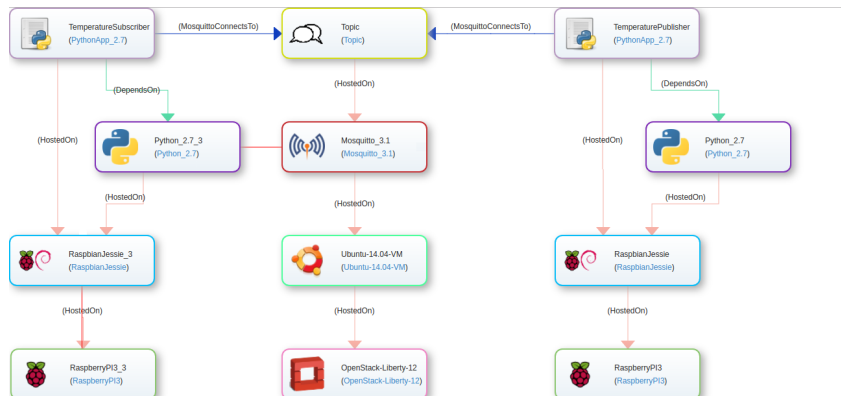 TemperatureSubscriber
(PythonApp_2.7)
(MosquittoConnectsTo)
Topic
(Topic)
(MosquittoConnectsTo)
TemperaturePublisher
(PythonApp_2.7)
(HostedOn)
(DependsOn)
(DependsOn)
(HostedOn)
(HostedOn)
Python_2.7_3
(Python_2.7)
Mosquitto_3.1
(Mosquitto_3.1)
Python_2.7
(Python_2.7)
(HostedOn)
(HostedOn)
(HostedOn)
RaspbianJessie_3
(RaspbianJessie)
Ubuntu-14.04-VM
(Ubuntu-14.04-VM)
RaspbianJessie
(RaspbianJessie)
(HostedOn)
(HostedOn)
(HostedOn)
RaspberryPI3_3
(RaspberryPI3)
OpenStack-Liberty-12
(OpenStack-Liberty-12)
RaspberryPI3
(RaspberryPI3)